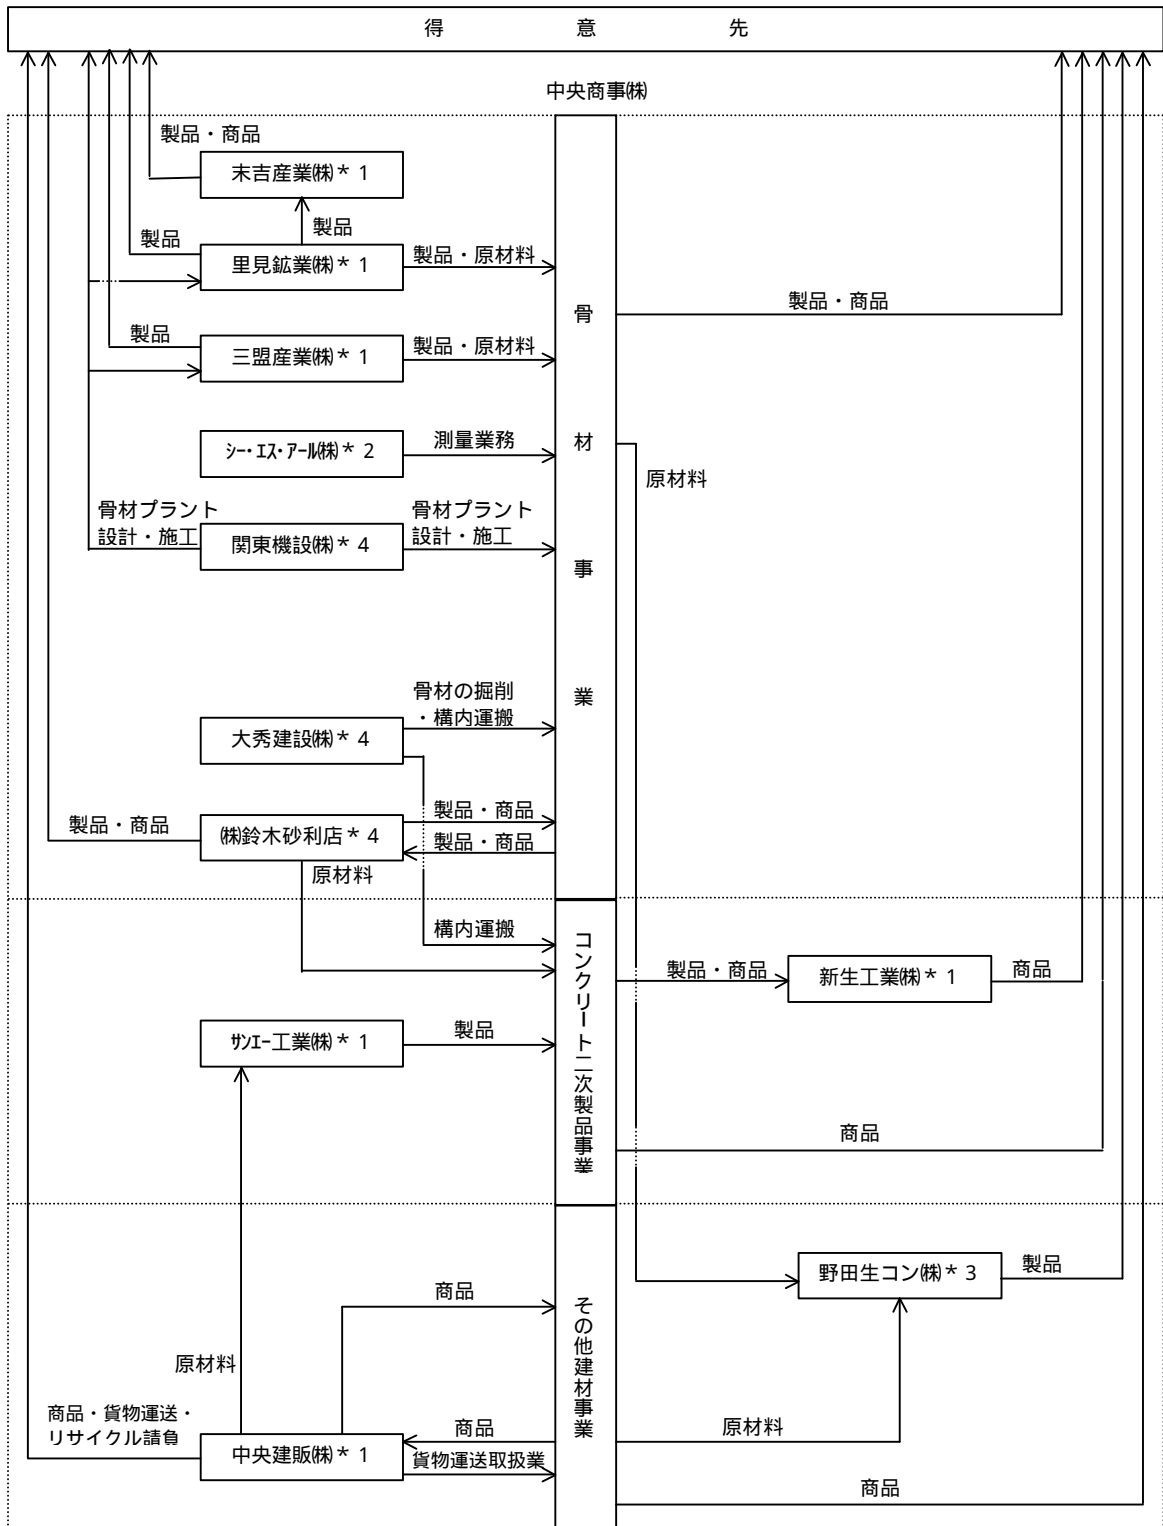 得意先
中央商事㈱
製品・商品
末吉産業㈱＊1
製品
製品
里見鉱業㈱＊1
製品・原材料
骨材事業
製品・商品
製品
三盟産業㈱＊1
製品・原材料
ｼｰ・ｴｽ・ｱｰﾙ㈱＊2
測量業務
原材料
骨材プラント
設計・施工
関東機設㈱＊4
骨材プラント
設計・施工
骨材の掘削
・構内運搬
大秀建設㈱＊4
製品・商品
㈱鈴木砂利店＊4
製品・商品
製品・商品
原材料
構内運搬
コンクリート二次製品事業
製品・商品
新生工業㈱＊1
商品
ｻﾝｴｰ工業㈱＊1
製品
商品
野田生コン㈱＊3
製品
商品
その他建材事業
原材料
商品・貨物運送・
リサイクル請負
中央建販㈱＊1
商品
貨物運送取扱業
原材料
商品